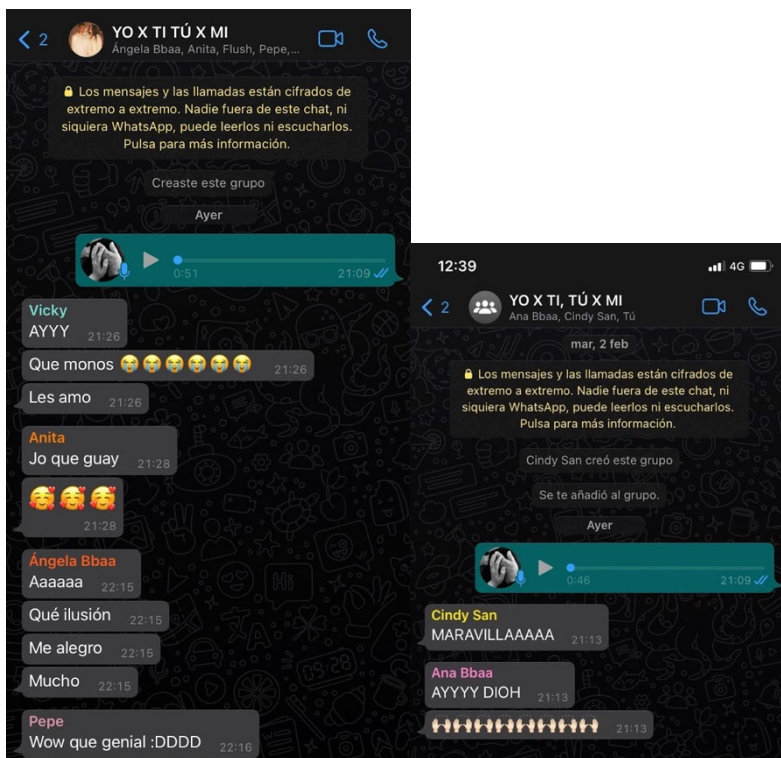 2
YO X TI TÚ X MI
Ángela Bbaa, Anita, Flush, Pepe,...
🔒 Los mensajes y las llamadas están cifrados de
extremo a extremo. Nadie fuera de este chat, ni
siquiera WhatsApp, puede leerlos ni escucharlos.
Pulsa para más información.
Creaste este grupo
Ayer
0:51 21:09
Vicky
AYYY 21:26
Que monos 😭😭😭😭😭😭 21:26
Les amo 21:26
Anita
Jo que guay 21:28
🥰🥰🥰
21:28
Ángela Bbaa
Aaaaaa 22:15
Qué ilusión 22:15
Me alegro 22:15
Mucho 22:15
Pepe
Wow que genial :DDDD 22:16
12:39 4G
2
YO X TI, TÚ X MI
Ana Bbaa, Cindy San, Tú
mar, 2 feb
🔒 Los mensajes y las llamadas están cifrados de
extremo a extremo. Nadie fuera de este chat, ni
siquiera WhatsApp, puede leerlos ni escucharlos.
Pulsa para más información.
Cindy San creó este grupo
Se te añadió al grupo.
Ayer
0:46 21:09
Cindy San
MARAVILLAAAAA 21:13
Ana Bbaa
AYYYY DIOH 21:13
🙌🏻🙌🏻🙌🏻🙌🏻🙌🏻🙌🏻🙌🏻🙌🏻 21:13